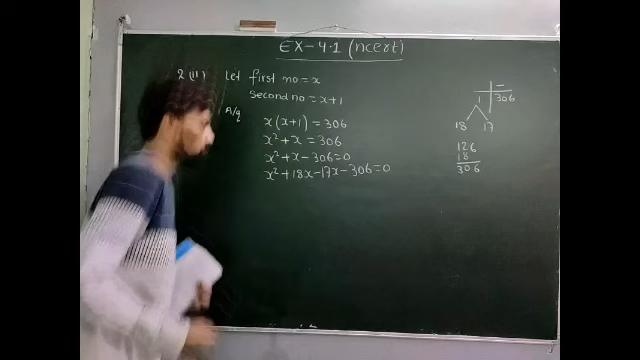 EX-4.1 (ncert)
2 (ii) Let first no = x
second no = x+1
A/q
x(x+1) = 306
x² + x = 306
x² + x - 306 = 0
x² + 18x - 17x - 306 = 0
-
1 306
18 17
126
18
306